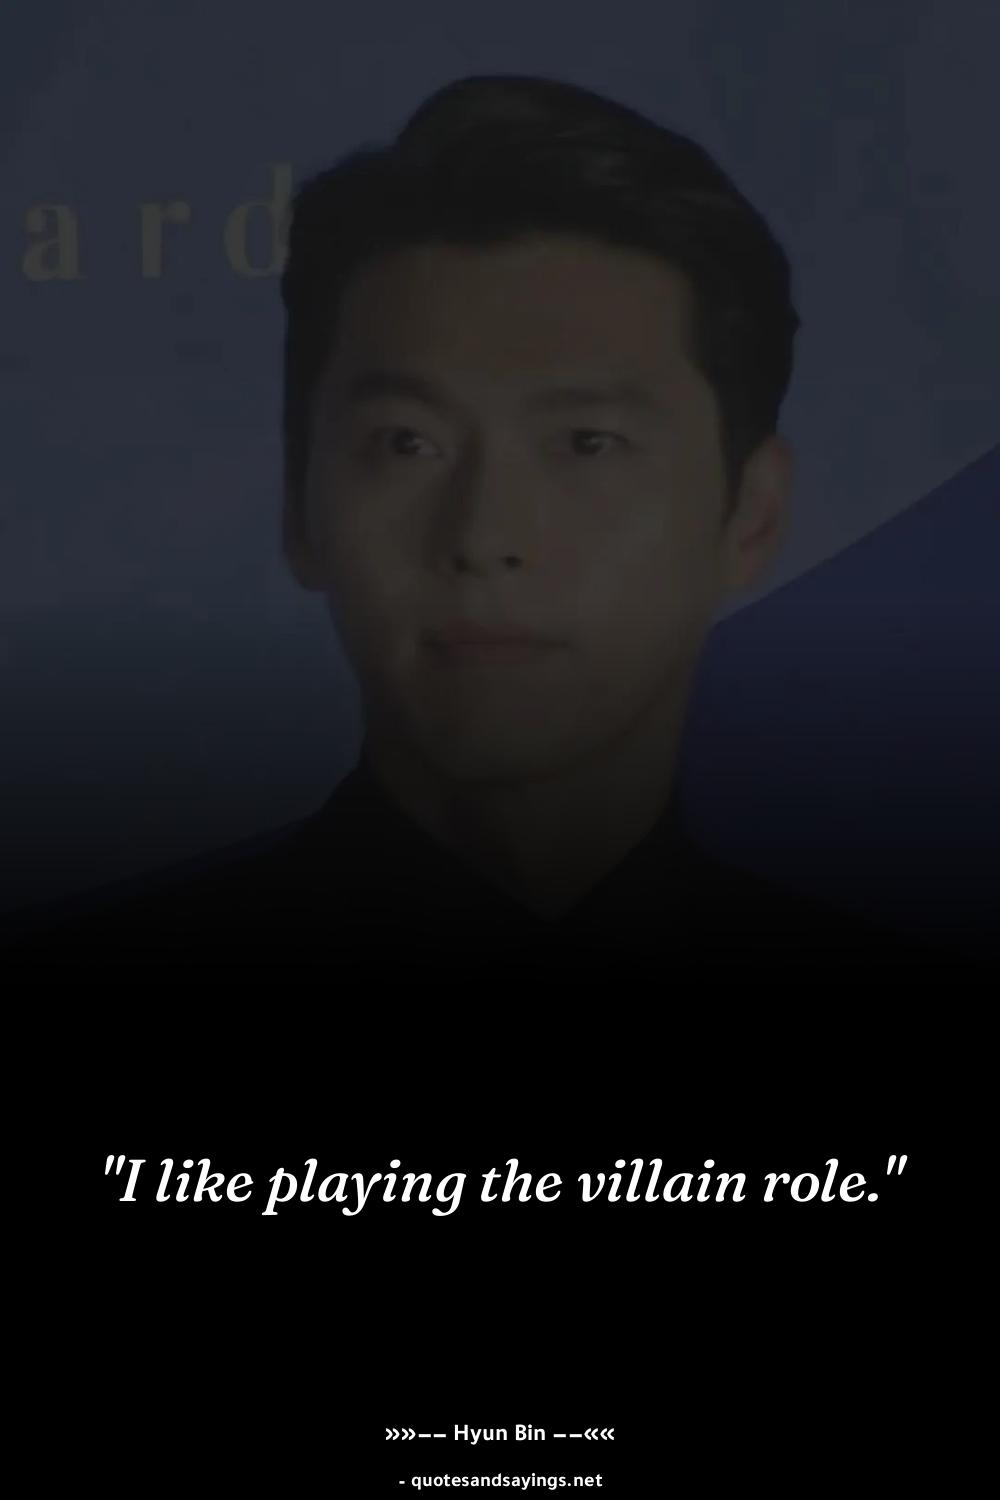 ard
"I like playing the villain role."
»»–– Hyun Bin ––««
- quotesandsayings.net